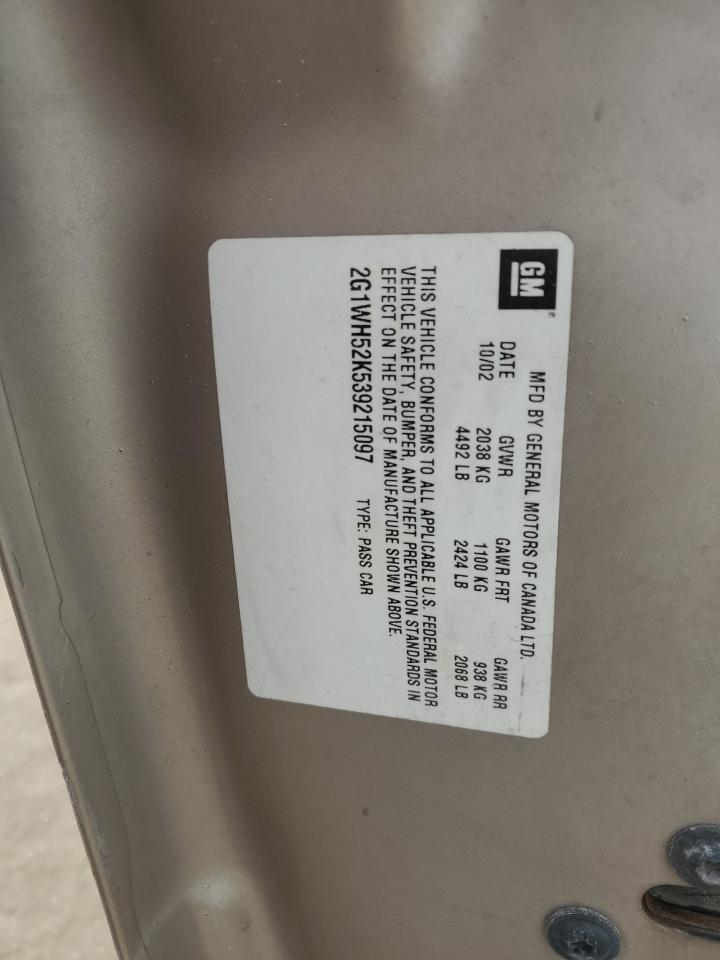 GM®
MFD BY GENERAL MOTORS OF CANADA LTD.
DATE GVWR GAWR FRT GAWR RR
10/02 2038 KG 1100 KG 938 KG
4492 LB 2424 LB 2068 LB
THIS VEHICLE CONFORMS TO ALL APPLICABLE U.S. FEDERAL MOTOR
VEHICLE SAFETY, BUMPER, AND THEFT PREVENTION STANDARDS IN
EFFECT ON THE DATE OF MANUFACTURE SHOWN ABOVE.
2G1WH52K539215097 TYPE: PASS CAR